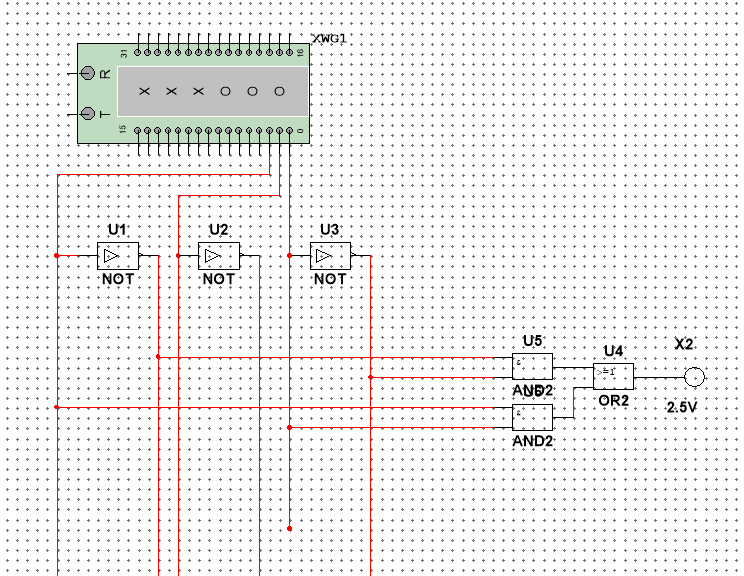 XWG1
31 16
R
X X X O O O
T
15 0
U1 U2 U3
NOT NOT NOT
U5
&
AND2
U4
>=1
OR2
X2
2.5V
&
AND2